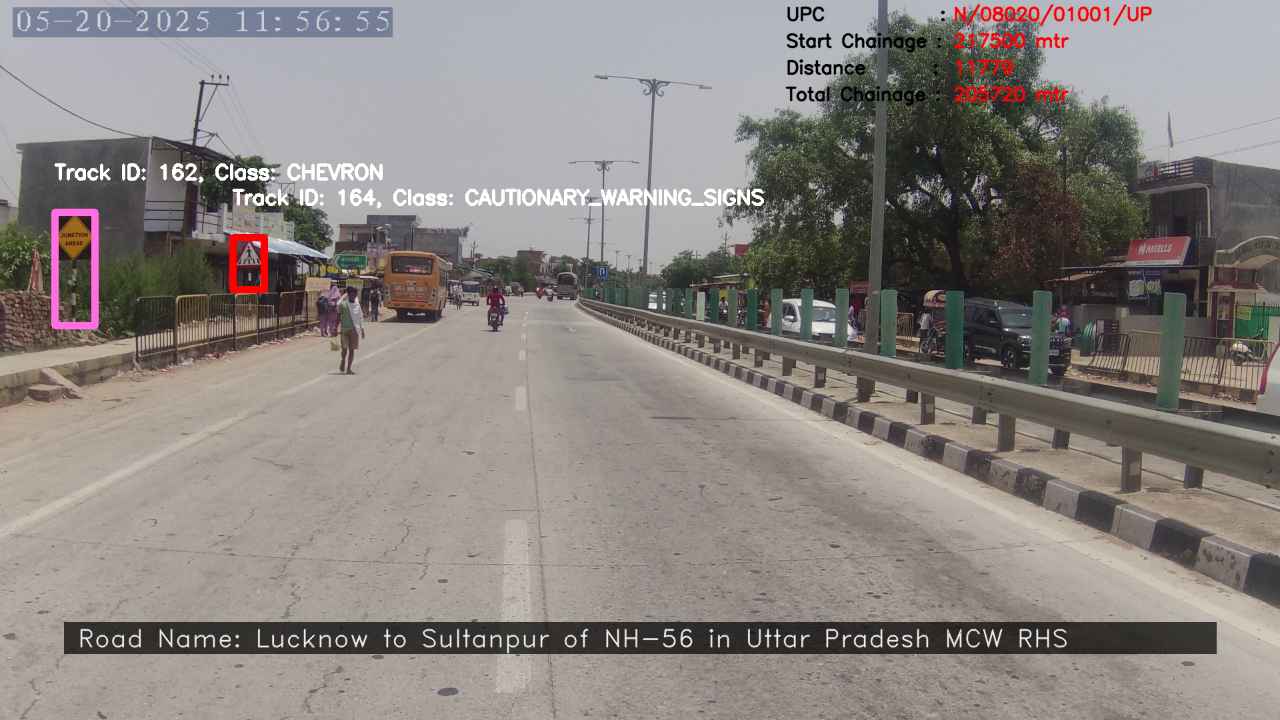 05-20-2025 11:56:55
UPC : N/08020/01001/UP
Start Chainage : 217500 mtr
Distance : 11779
Total Chainage : 205720 mtr
Track ID: 162, Class: CHEVRON
Track ID: 164, Class: CAUTIONARY_WARNING_SIGNS
JUNCTION
AHEAD
Road Name: Lucknow to Sultanpur of NH-56 in Uttar Pradesh MCW RHS